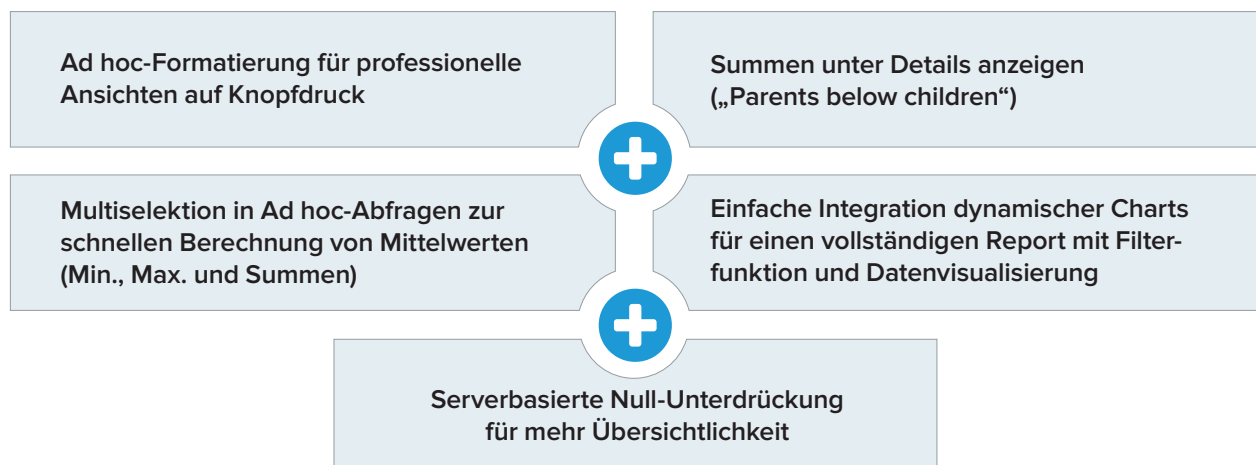 Ad hoc-Formatierung für professionelle
Ansichten auf Knopfdruck
Summen unter Details anzeigen
(„Parents below children“)
Multiselektion in Ad hoc-Abfragen zur
schnellen Berechnung von Mittelwerten
(Min., Max. und Summen)
Einfache Integration dynamischer Charts
für einen vollständigen Report mit Filter-
funktion und Datenvisualisierung
Serverbasierte Null-Unterdrückung
für mehr Übersichtlichkeit